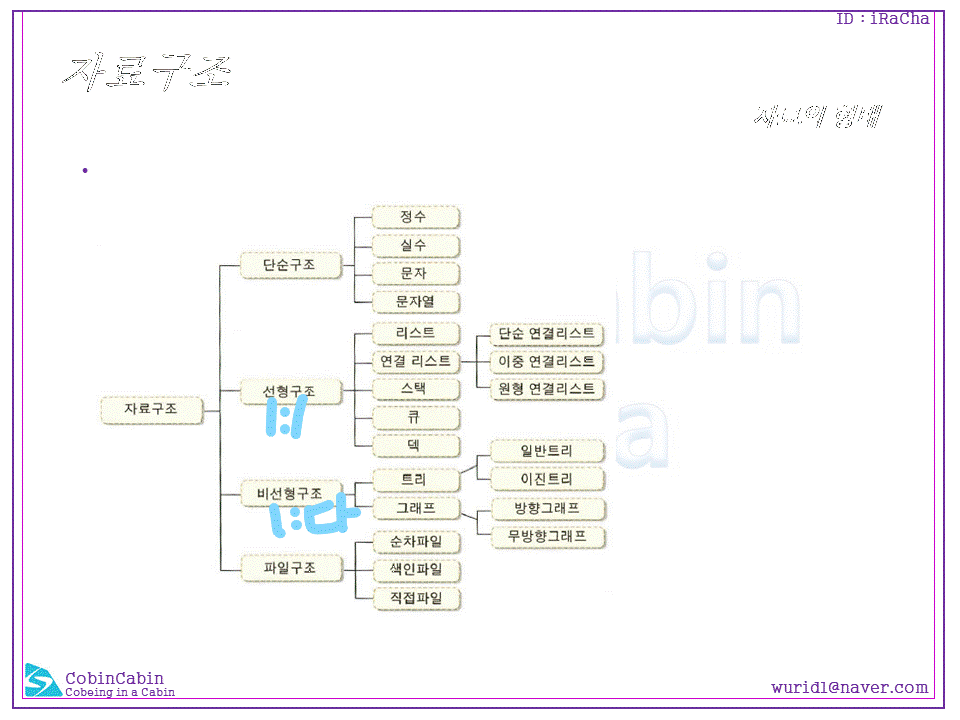 ID : iRaCha
자료구조
자료의 형태
•
정수
단순구조
실수
문자
문자열
리스트
연결 리스트
단순 연결리스트
이중 연결리스트
원형 연결리스트
선형구조
1:1
스택
자료구조
큐
덱
비선형구조
1:다
트리
일반트리
이진트리
그래프
방향그래프
무방향그래프
파일구조
순차파일
색인파일
직접파일
bin
a
CobinCabin
Cobeing in a Cabin
wurid1@naver.com